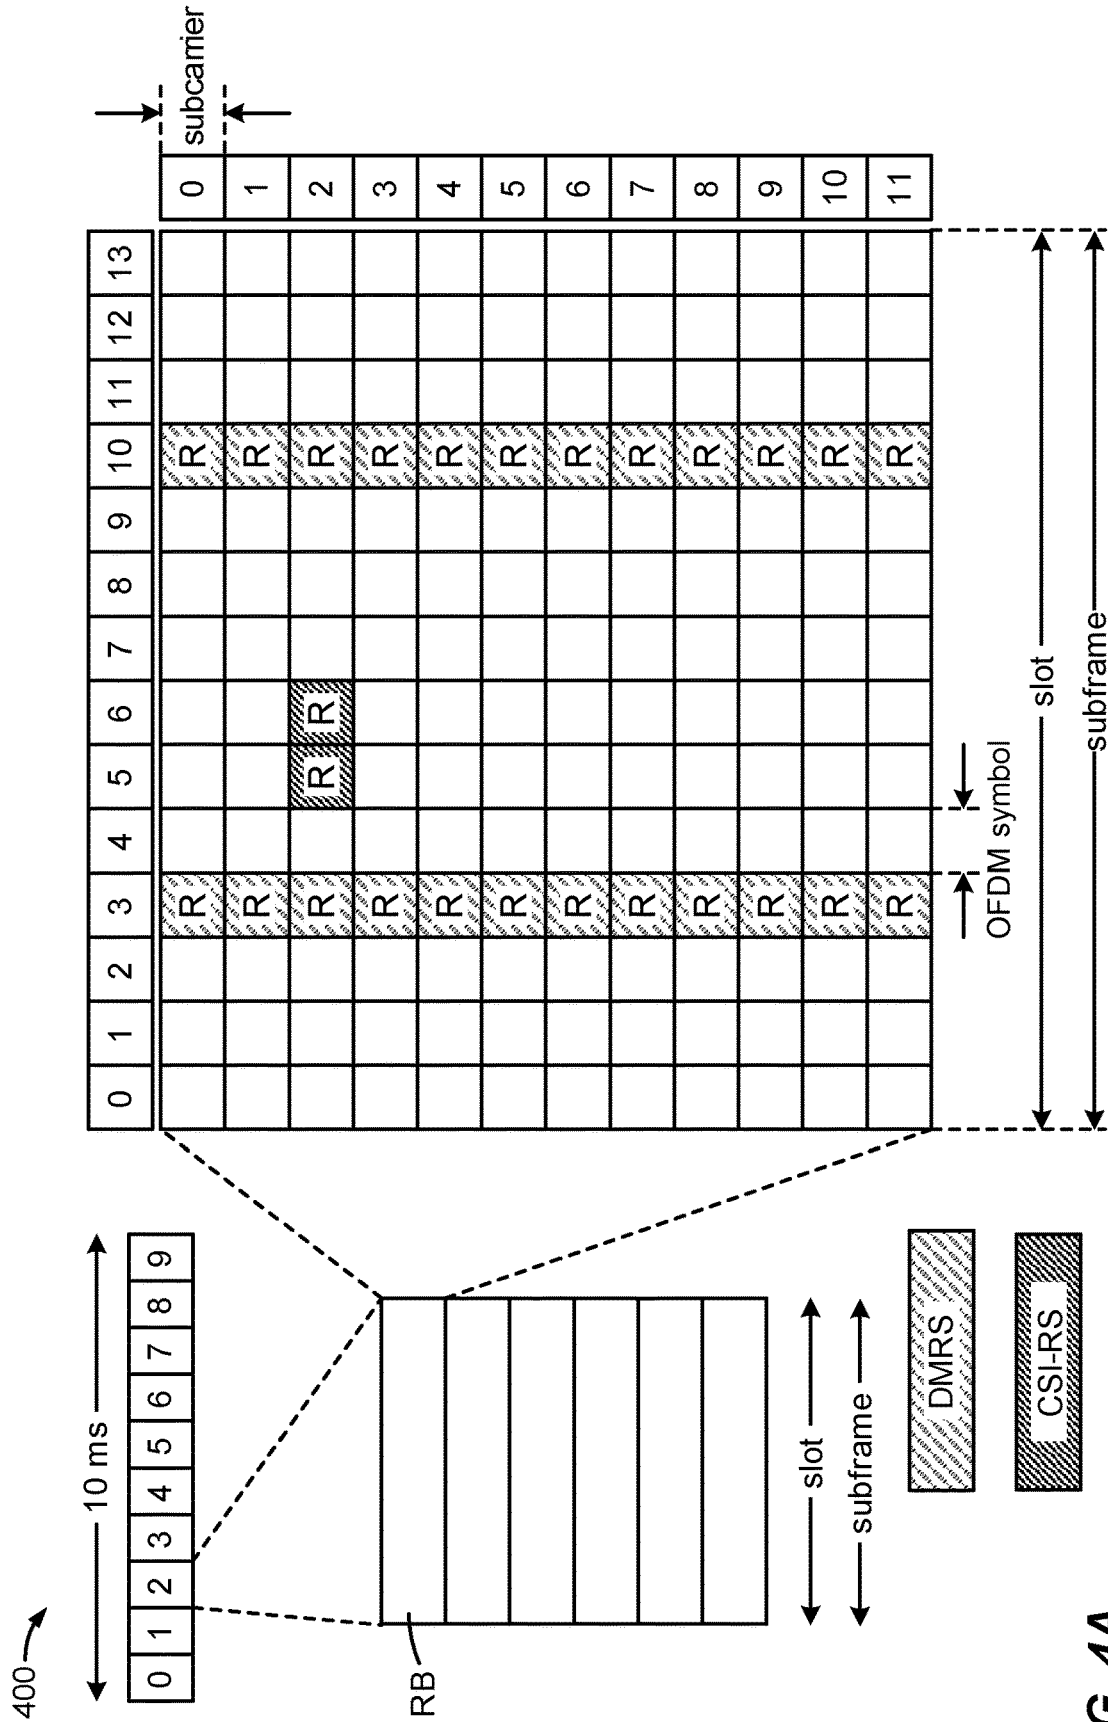 400
10 ms
0 1 2 3 4 5 6 7 8 9
RB
slot
subframe
DMRS
CSI-RS
0 1 2 3 4 5 6 7 8 9 10 11 12 13
subcarrier
R R 0
R R 1
R R R R 2
R R 3
R R 4
R R 5
R R 6
R R 7
R R 8
R R 9
R R 10
R R 11
OFDM symbol
slot
subframe
4A